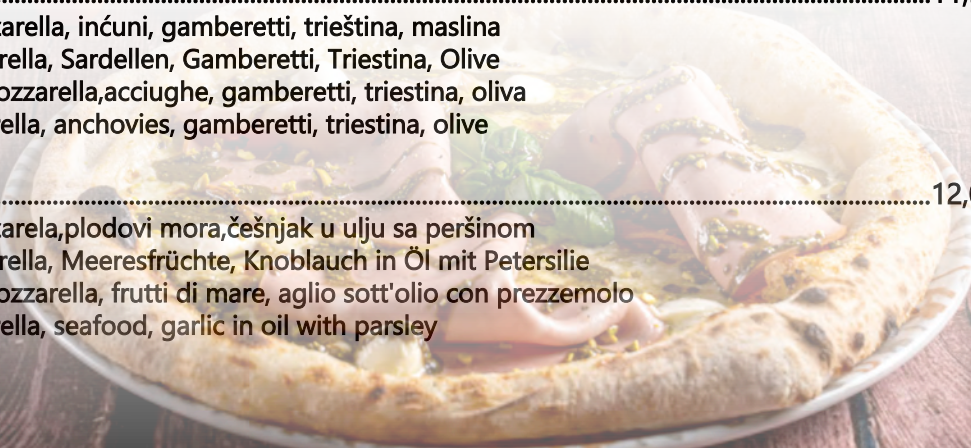 arella, inćuni, gamberetti, trieština, maslina
rella, Sardellen, Gamberetti, Triestina, Olive
ozzarella,acciughe, gamberetti, triestina, oliva
ella, anchovies, gamberetti, triestina, olive
12,
arela,plodovi mora,češnjak u ulju sa peršinom
rella, Meeresfrüchte, Knoblauch in Öl mit Petersilie
ozzarella, frutti di mare, aglio sott'olio con prezzemolo
ella, seafood, garlic in oil with parsley